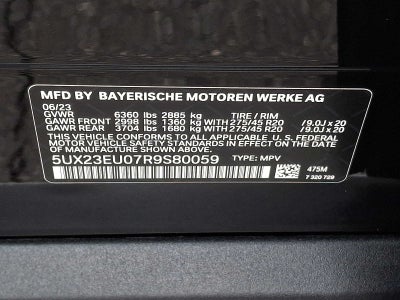 MFD BY BAYERISCHE MOTOREN WERKE AG
06/23
GVWR 6360 lbs 2885 kg TIRE / RIM
GAWR FRONT 2998 lbs 1360 kg WITH 275/45 R20 / 9.0J x 20
GAWR REAR 3704 lbs 1680 kg WITH 275/45 R20 / 9.0J x 20
THIS VEHICLE CONFORMS TO ALL APPLICABLE U.S. FEDERAL
MOTOR VEHICLE SAFETY AND THEFT PREVENTION STANDARDS IN
EFFECT ON THE DATE OF MANUFACTURE SHOWN ABOVE.
5UX23EU07R9S80059 TYPE: MPV
475M
7 320 729